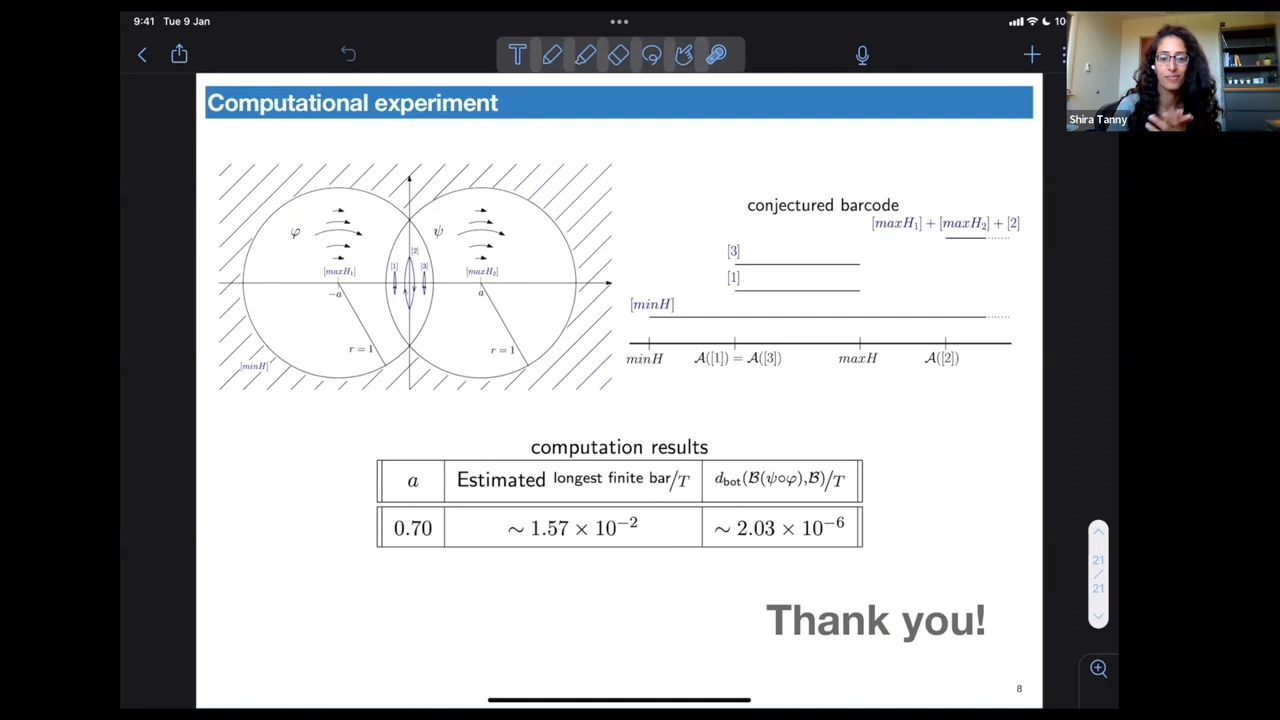 9:41 Tue 9 Jan
10
Shira Tanny
Computational experiment
φ
ψ
[1]
[2]
[3]
[maxH₁]
[maxH₂]
−a
a
r = 1
r = 1
[minH]
conjectured barcode
[maxH₁] + [maxH₂] + [2]
[3]
[1]
[minH]
minH A([1]) = A([3]) maxH A([2])
computation results
a Estimated longest finite bar/T d_bot(B(ψ∘φ),B)/T
0.70 ∼ 1.57 × 10⁻² ∼ 2.03 × 10⁻⁶
Thank you!
21
/
21
8